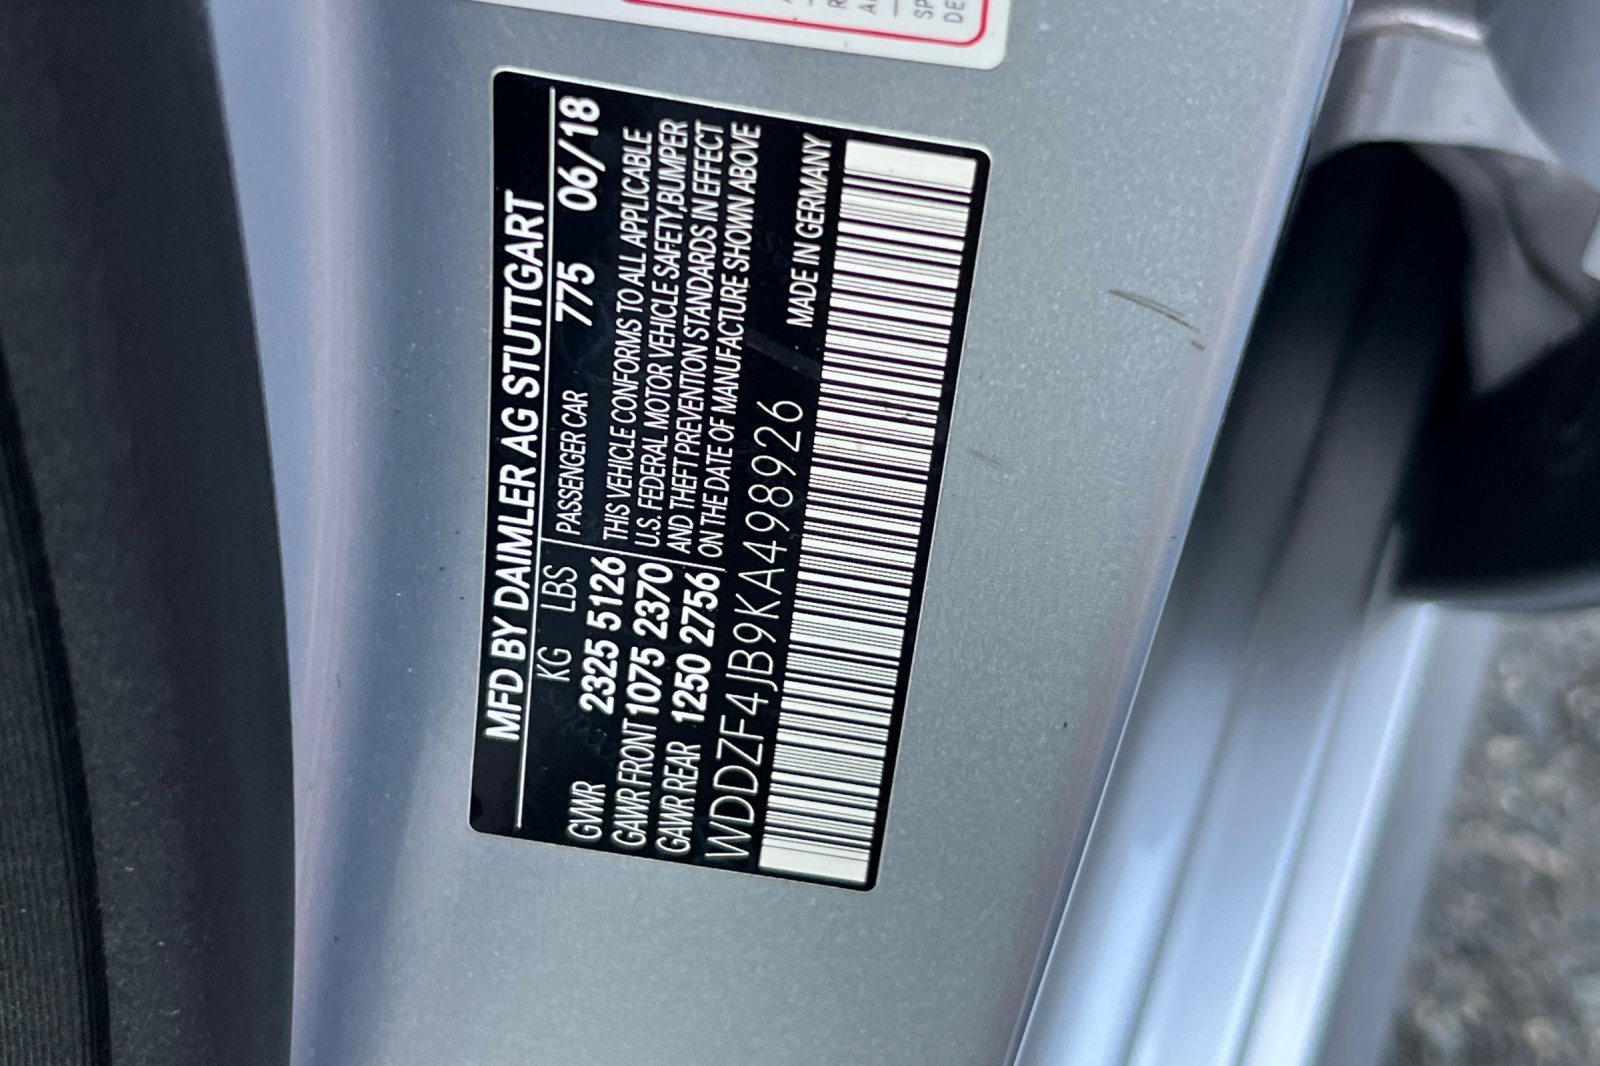 MFD BY DAIMLER AG STUTTGART
KG LBS PASSENGER CAR 775 06/18
GVWR 2325 5126 THIS VEHICLE CONFORMS TO ALL APPLICABLE
GAWR FRONT 1075 2370 U.S. FEDERAL MOTOR VEHICLE SAFETY,BUMPER
GAWR REAR 1250 2756 AND THEFT PREVENTION STANDARDS IN EFFECT
ON THE DATE OF MANUFACTURE SHOWN ABOVE
WDDZF4JB9KA498926 MADE IN GERMANY
SP
DE